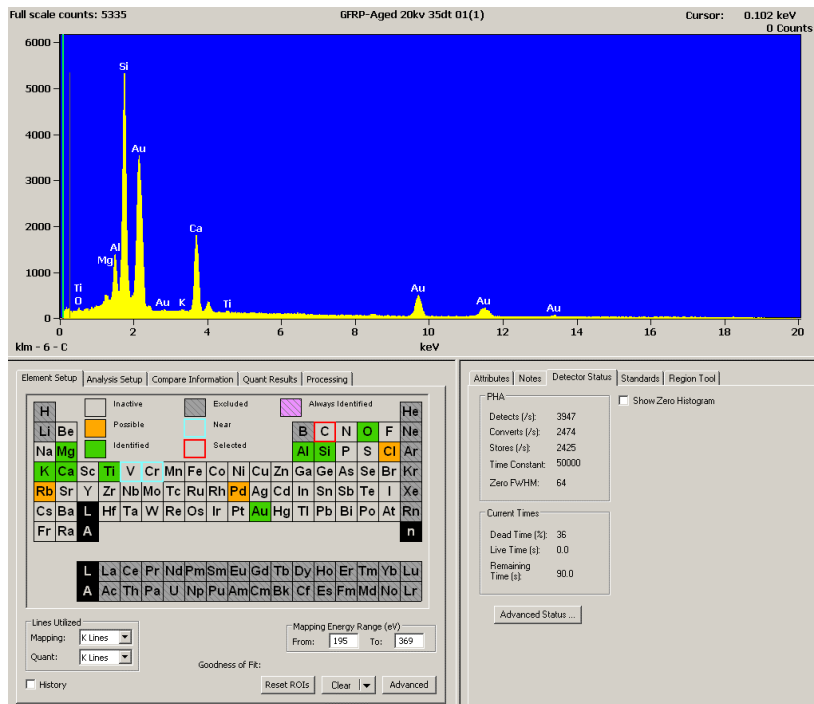 Full scale counts: 5335 GFRP-Aged 20kv 35dt 01(1) Cursor: 0.102 keV
0 Counts
6000
5000
4000
3000
2000
1000
0
Si
Au
Ca
Al
Mg
Ti
O
Au K Ti
Au
Au
Au
0 2 4 6 8 10 12 14 16 18 20
klm - 6 - C keV
Element Setup Analysis Setup Compare Information Quant Results Processing
Inactive Excluded Always Identified
Possible Near
Identified Selected
H He
Li Be B C N O F Ne
Na Mg Al Si P S Cl Ar
K Ca Sc Ti V Cr Mn Fe Co Ni Cu Zn Ga Ge As Se Br Kr
Rb Sr Y Zr Nb Mo Tc Ru Rh Pd Ag Cd In Sn Sb Te I Xe
Cs Ba L Hf Ta W Re Os Ir Pt Au Hg Tl Pb Bi Po At Rn
Fr Ra A n
L La Ce Pr Nd Pm Sm Eu Gd Tb Dy Ho Er Tm Yb Lu
A Ac Th Pa U Np Pu Am Cm Bk Cf Es Fm Md No Lr
Lines Utilized
Mapping: K Lines
Quant: K Lines
Mapping Energy Range (eV)
From: 195 To: 369
Goodness of Fit:
History
Reset ROIs Clear Advanced
Attributes Notes Detector Status Standards Region Tool
PHA
Detects (/s): 3947
Converts (/s): 2474
Stores (/s): 2425
Time Constant: 50000
Zero FWHM: 64
Show Zero Histogram
Current Times
Dead Time (%): 36
Live Time (s): 0.0
Remaining
Time (s): 90.0
Advanced Status ...